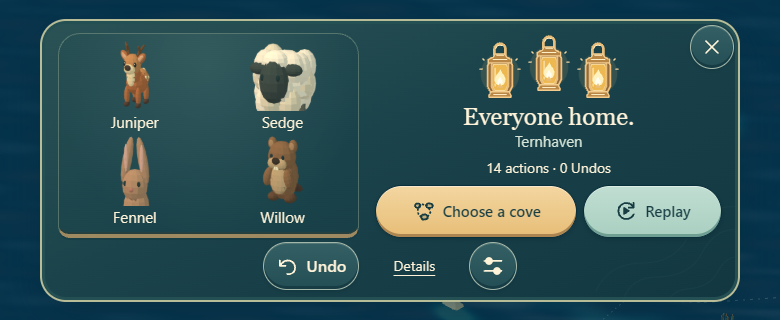 Juniper
Sedge
Fennel
Willow
Everyone home.
Ternhaven
14 actions · 0 Undos
Choose a cove
Replay
Undo
Details